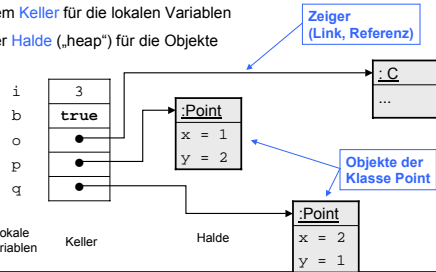 em Keller für die lokalen Variablen
er Halde („heap") für die Objekte
Zeiger
(Link, Referenz)
: C
...
i 3
b true
o
p
q
:Point
x = 1
y = 2
Objekte der
Klasse Point
:Point
x = 2
y = 1
okale
riablen
Keller
Halde